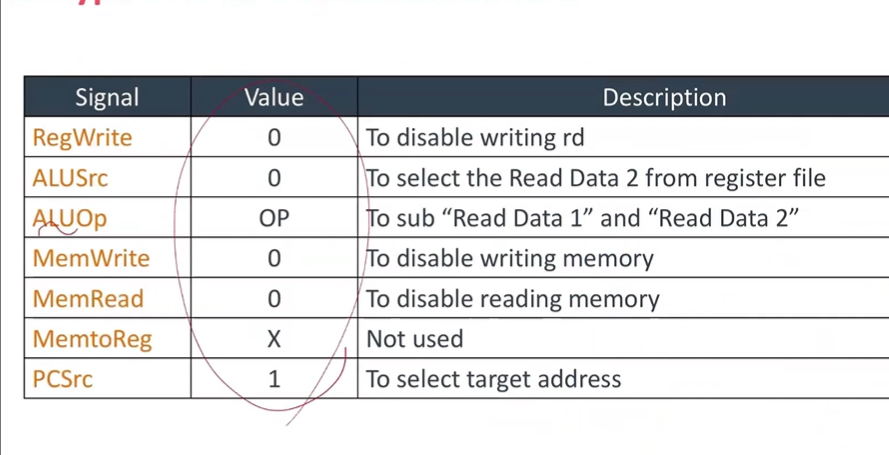 Signal Value Description
RegWrite 0 To disable writing rd
ALUSrc 0 To select the Read Data 2 from register file
ALUOp OP To sub “Read Data 1” and “Read Data 2”
MemWrite 0 To disable writing memory
MemRead 0 To disable reading memory
MemtoReg X Not used
PCSrc 1 To select target address